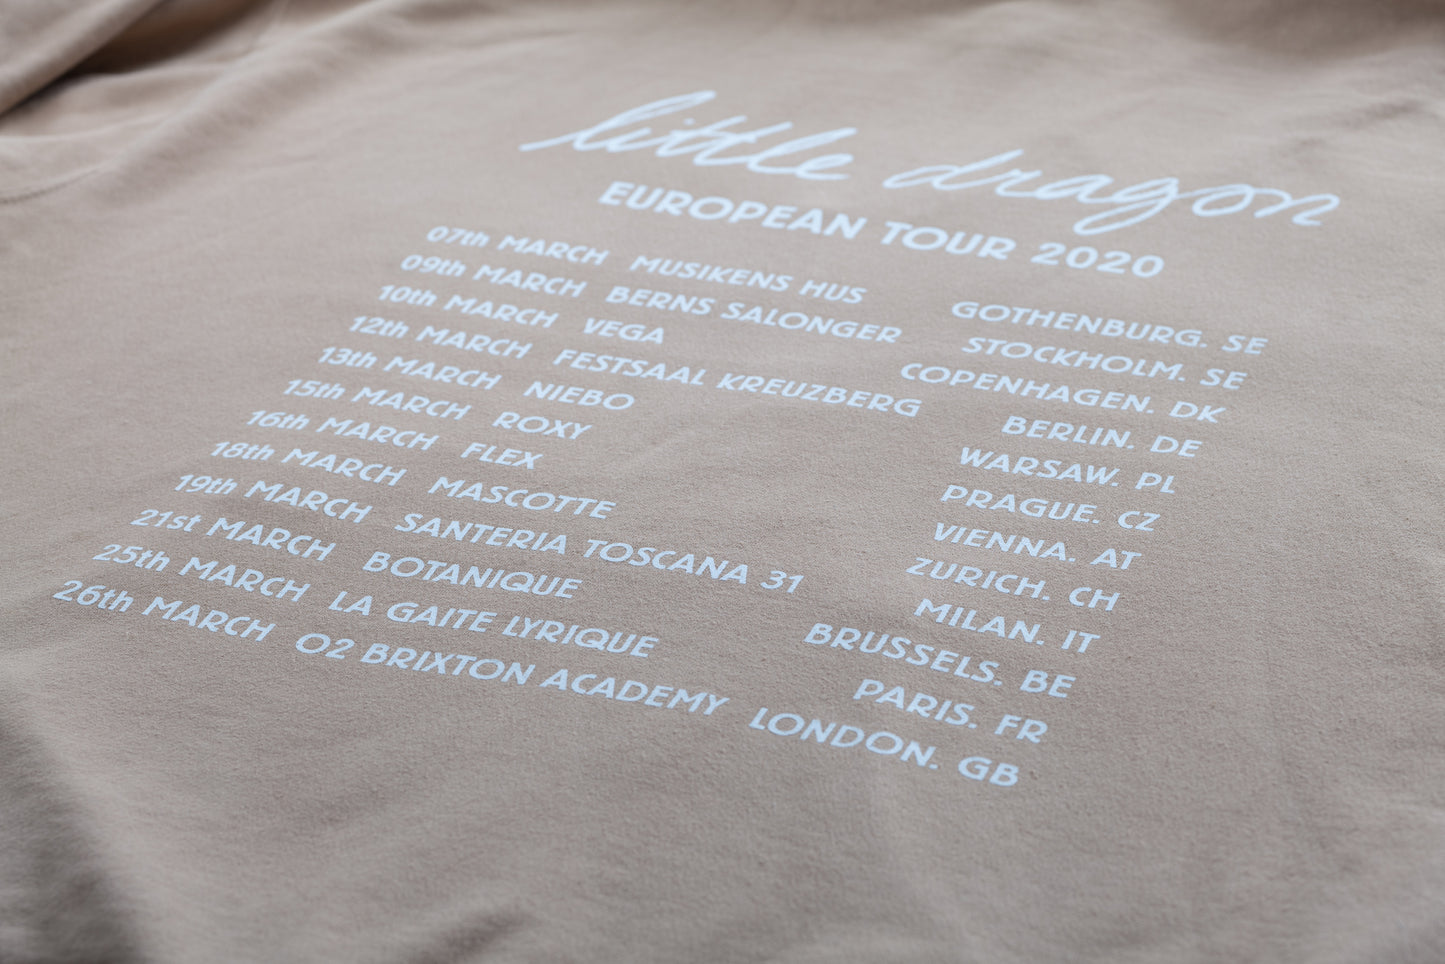 little dragon
EUROPEAN TOUR 2020
07th MARCH MUSIKENS HUS GOTHENBURG. SE
09th MARCH BERNS SALONGER STOCKHOLM. SE
10th MARCH VEGA COPENHAGEN. DK
12th MARCH FESTSAAL KREUZBERG BERLIN. DE
13th MARCH NIEBO WARSAW. PL
15th MARCH ROXY PRAGUE. CZ
16th MARCH FLEX VIENNA. AT
18th MARCH MASCOTTE ZURICH. CH
19th MARCH SANTERIA TOSCANA 31 MILAN. IT
21st MARCH BOTANIQUE BRUSSELS. BE
25th MARCH LA GAITE LYRIQUE PARIS. FR
26th MARCH O2 BRIXTON ACADEMY LONDON. GB